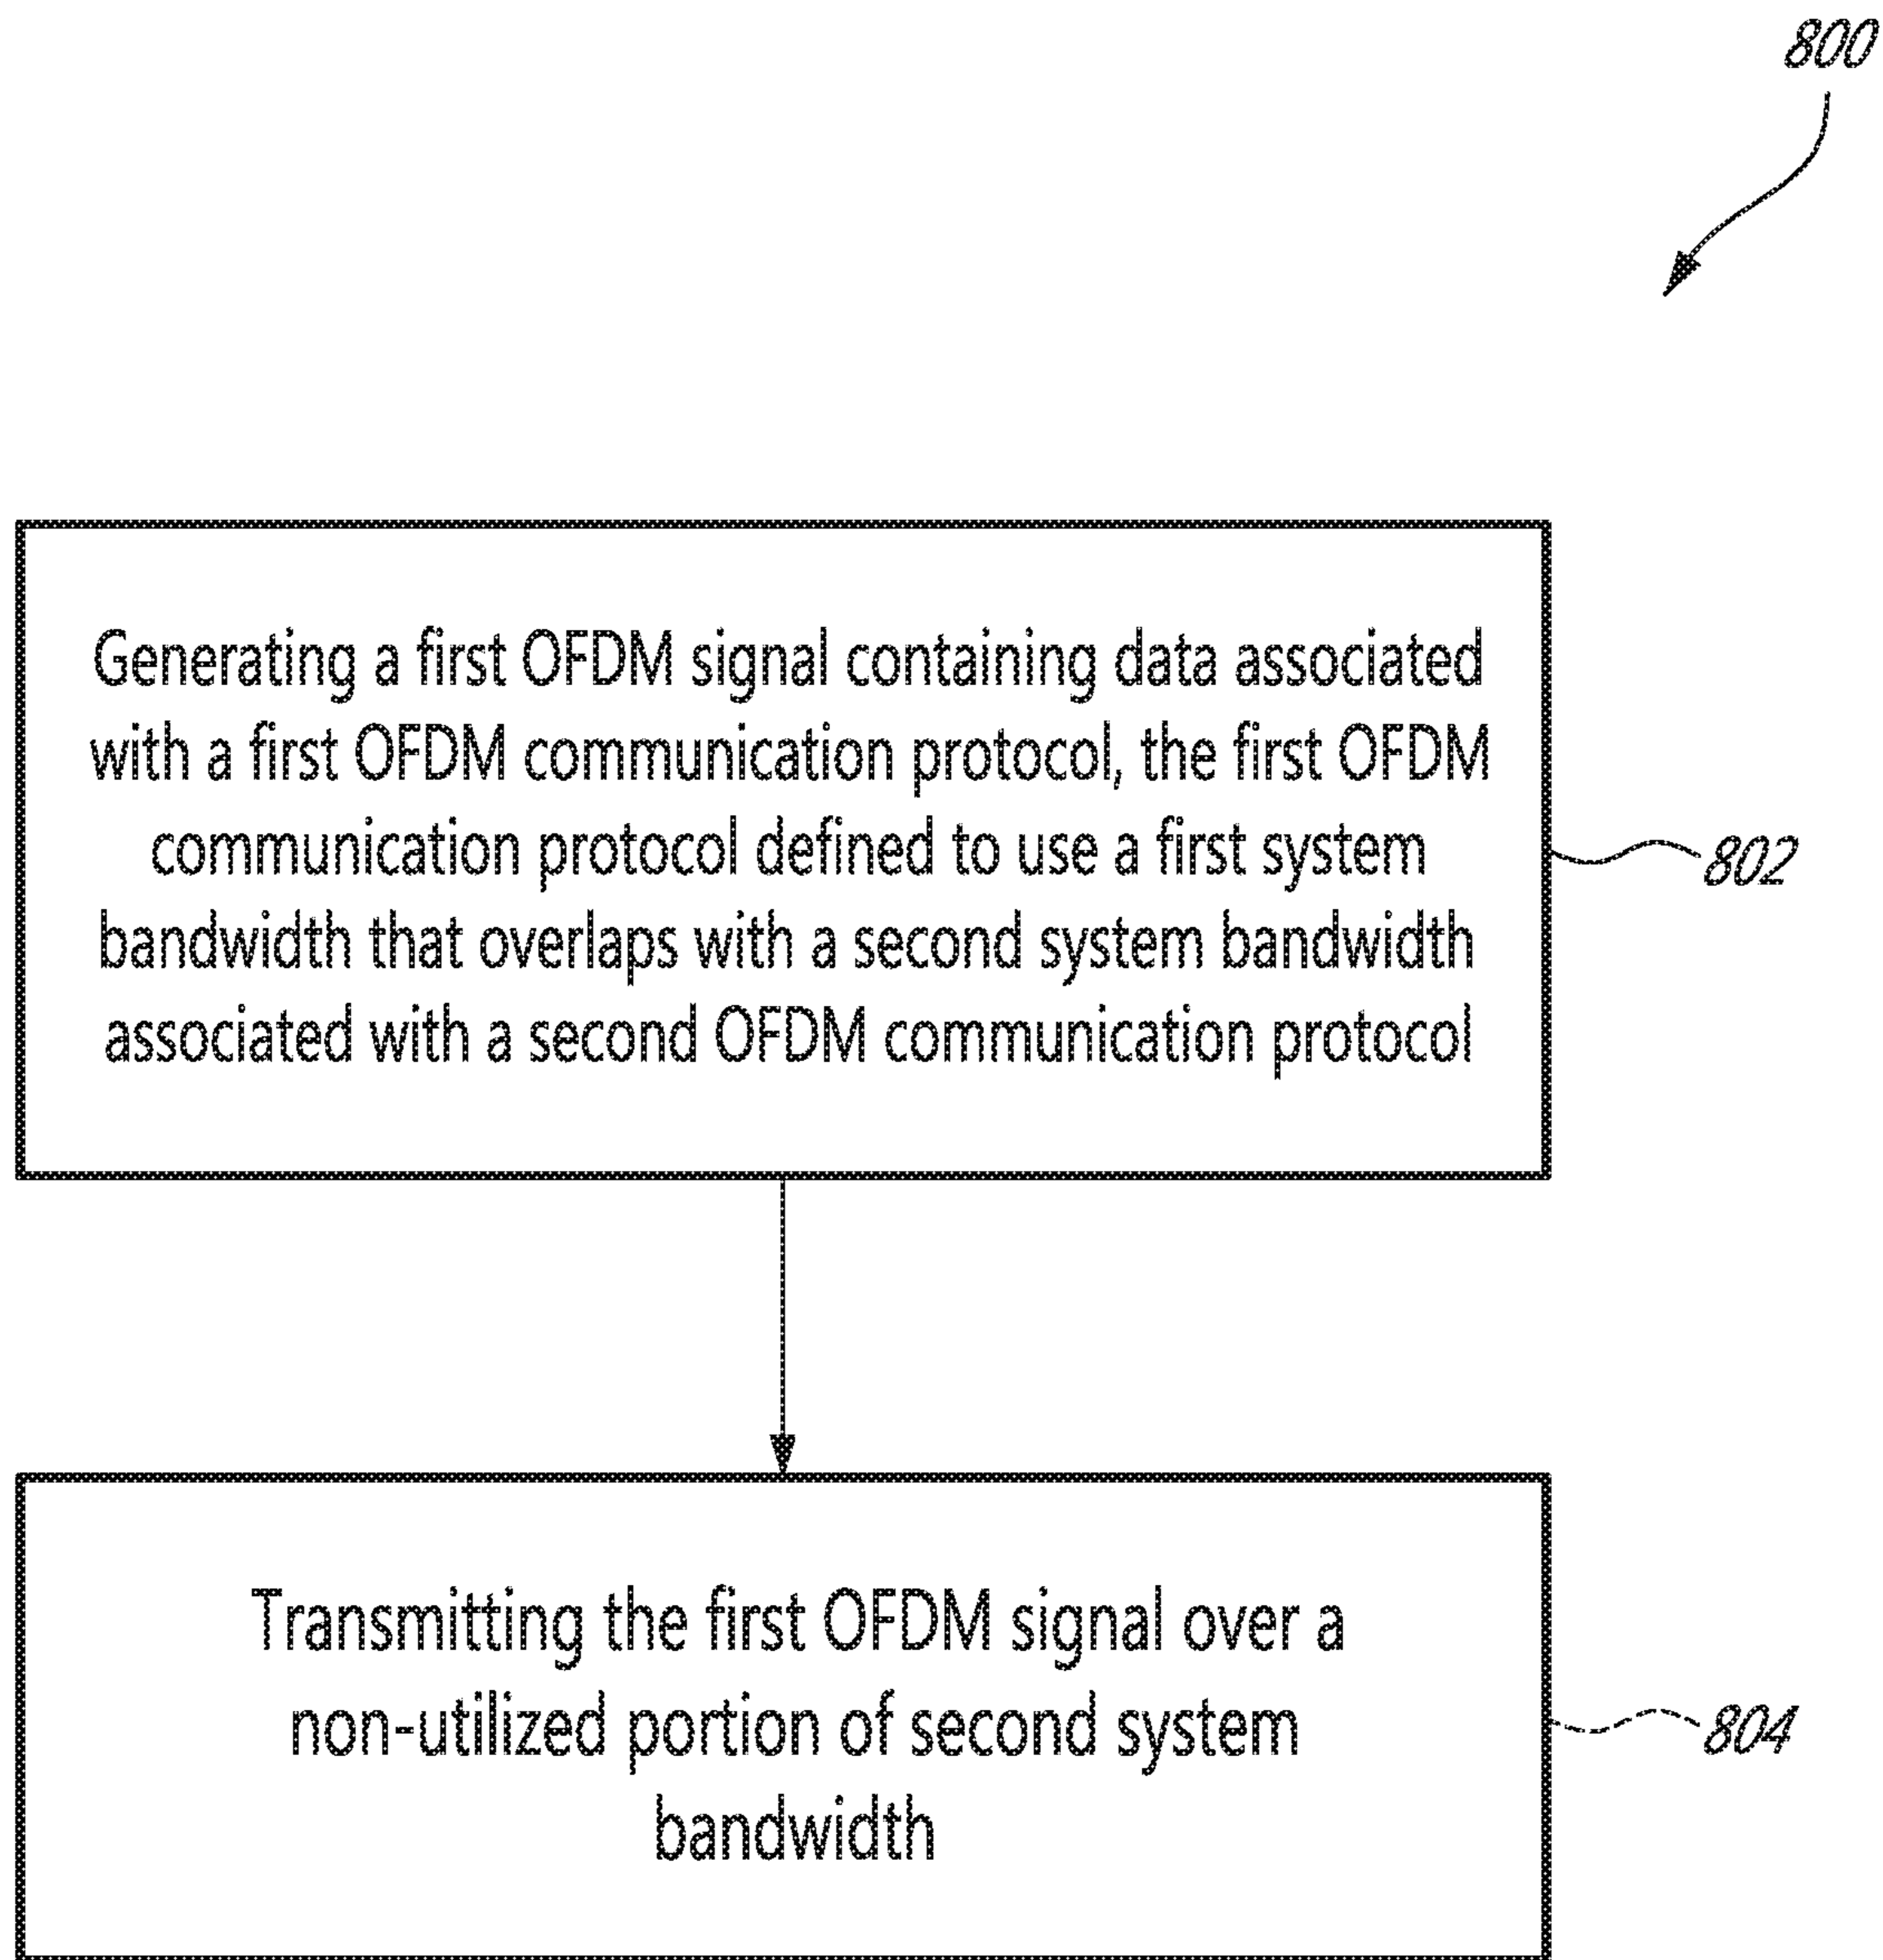 800
Generating a first OFDM signal containing data associated
with a first OFDM communication protocol, the first OFDM
communication protocol defined to use a first system
bandwidth that overlaps with a second system bandwidth
associated with a second OFDM communication protocol
802
Transmitting the first OFDM signal over a
non-utilized portion of second system
bandwidth
804